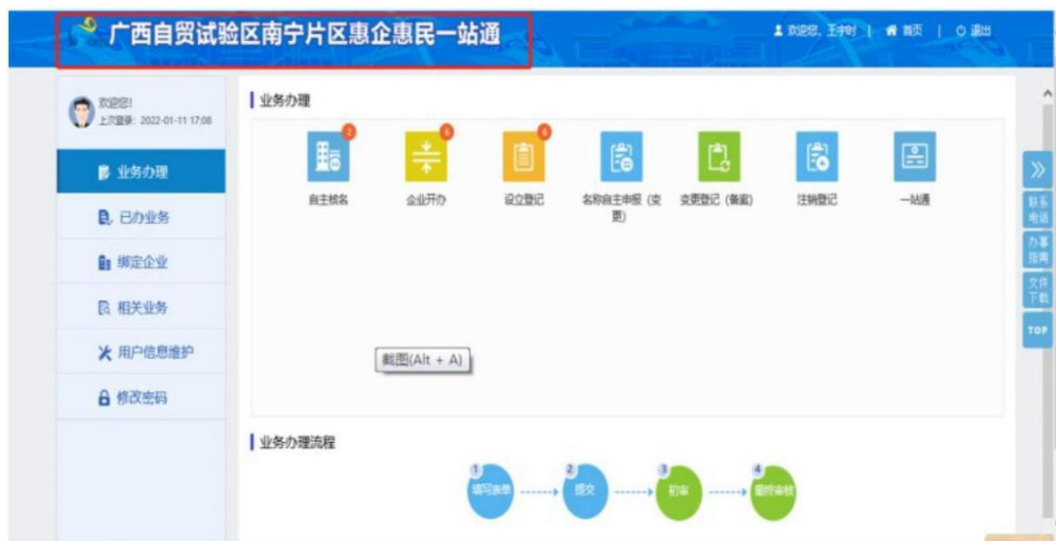 广西自贸试验区南宁片区惠企惠民一站通
欢迎您, 王宇时 | 首页 | 退出
欢迎您!
上次登录: 2022-01-11 17:08
业务办理
已办业务
绑定企业
相关业务
用户信息维护
修改密码
业务办理
2
6
6
自主核名
企业开办
设立登记
名称自主申报 (变
更)
变更登记 (备案)
注销登记
一站通
截图(Alt + A)
联系
电话
办事
指南
文件
下载
TOP
业务办理流程
1
填写表单
2
提交
3
初审
4
最终审核